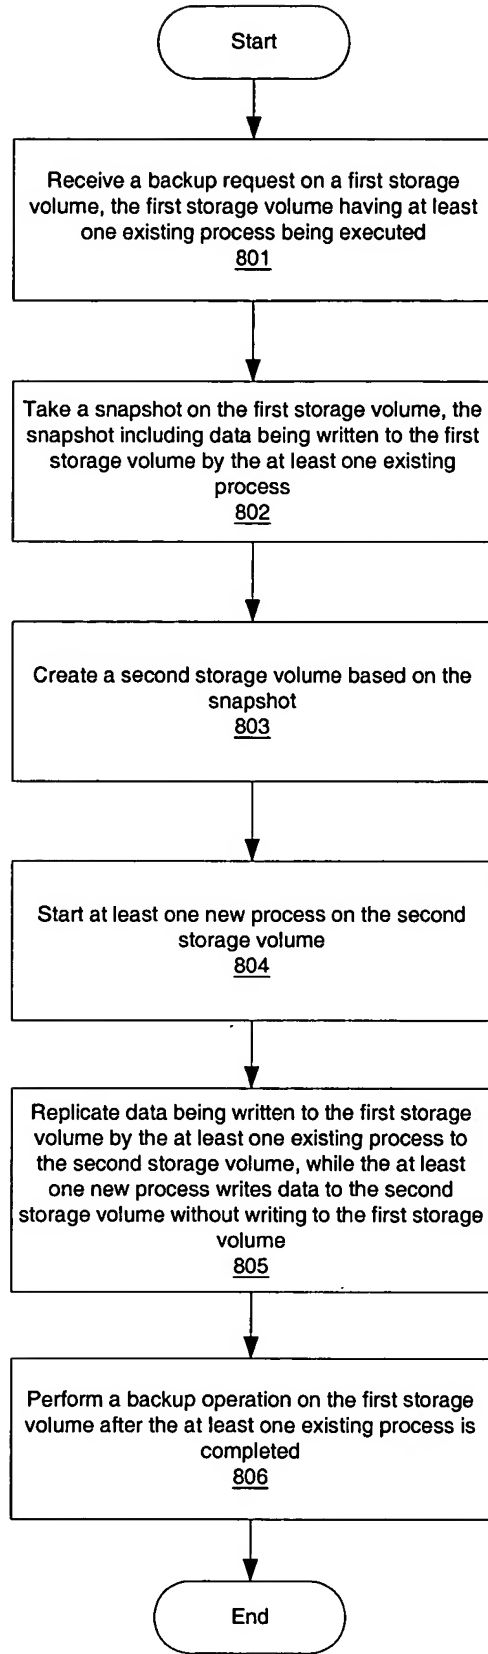 Start
Receive a backup request on a first storage
volume, the first storage volume having at least
one existing process being executed
801
Take a snapshot on the first storage volume, the
snapshot including data being written to the first
storage volume by the at least one existing
process
802
Create a second storage volume based on the
snapshot
803
Start at least one new process on the second
storage volume
804
Replicate data being written to the first storage
volume by the at least one existing process to
the second storage volume, while the at least
one new process writes data to the second
storage volume without writing to the first storage
volume
805
Perform a backup operation on the first storage
volume after the at least one existing process is
completed
806
End